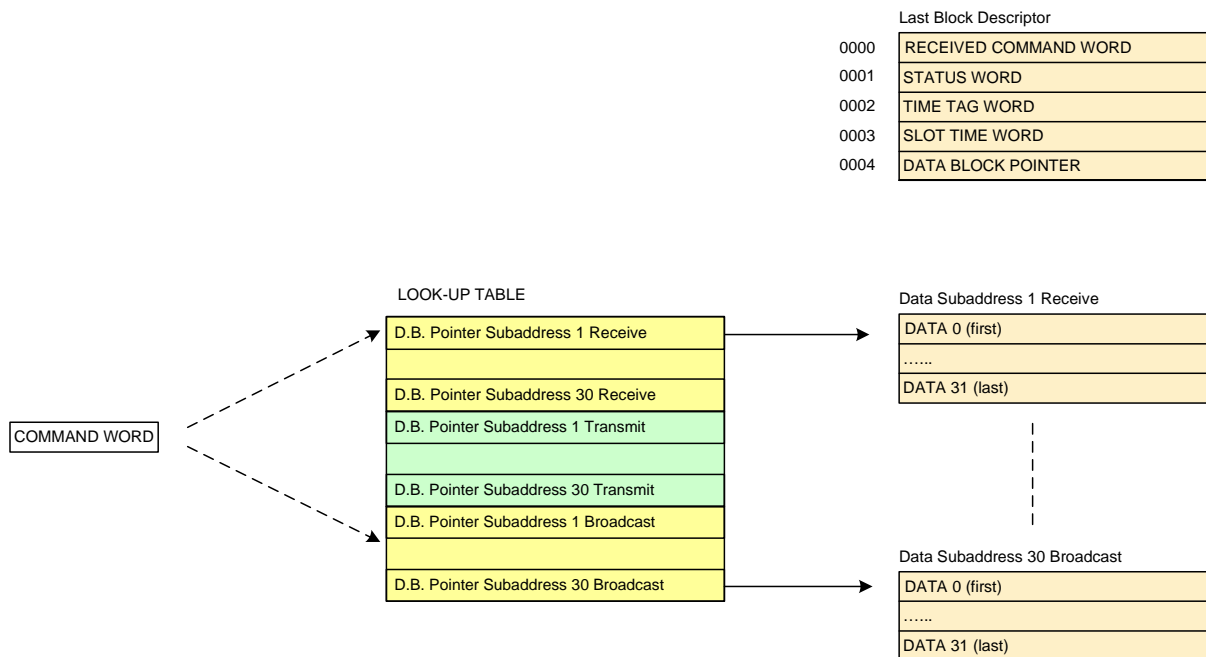 Last Block Descriptor
0000 RECEIVED COMMAND WORD
0001 STATUS WORD
0002 TIME TAG WORD
0003 SLOT TIME WORD
0004 DATA BLOCK POINTER
COMMAND WORD
LOOK-UP TABLE
D.B. Pointer Subaddress 1 Receive
D.B. Pointer Subaddress 30 Receive
D.B. Pointer Subaddress 1 Transmit
D.B. Pointer Subaddress 30 Transmit
D.B. Pointer Subaddress 1 Broadcast
D.B. Pointer Subaddress 30 Broadcast
Data Subaddress 1 Receive
DATA 0 (first)
…...
DATA 31 (last)
Data Subaddress 30 Broadcast
DATA 0 (first)
…...
DATA 31 (last)